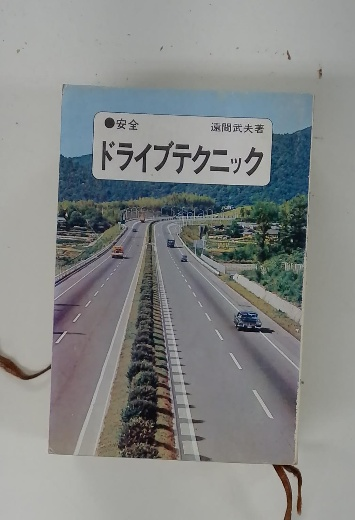 ●安全
遠間武夫著
ドライブテクニック